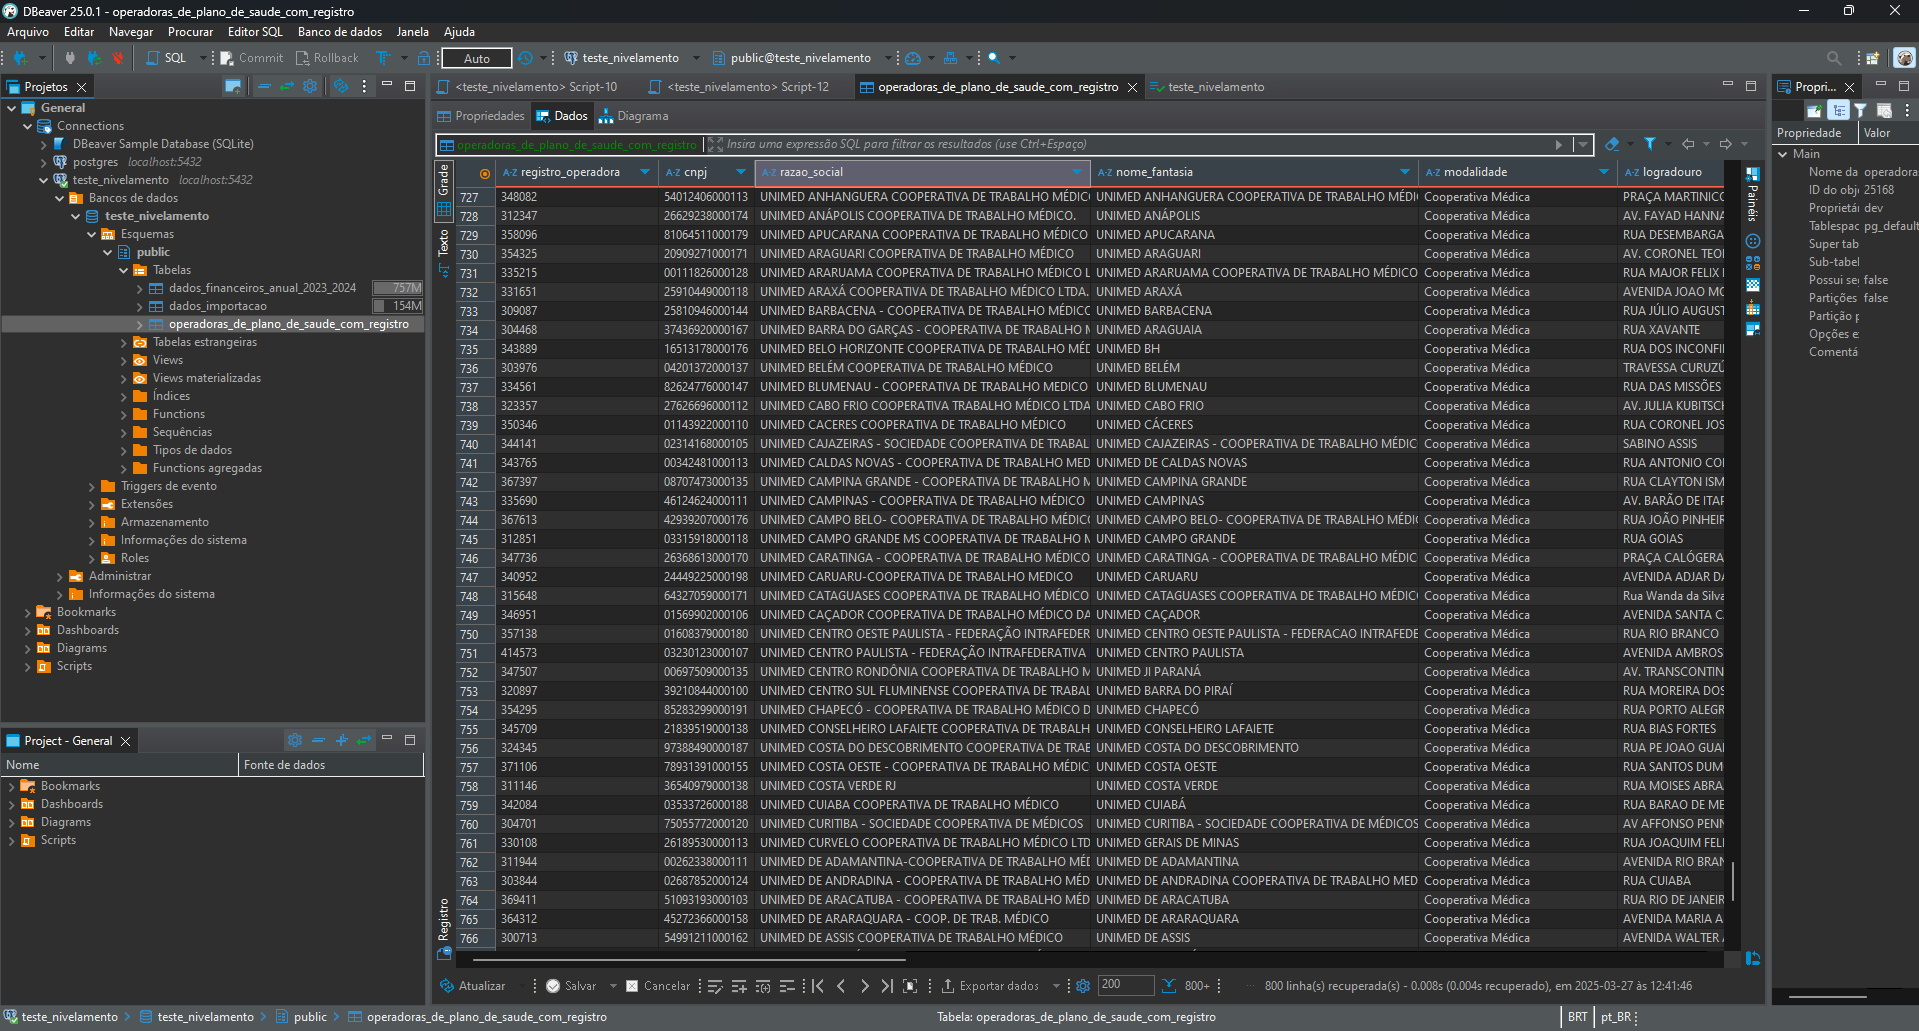 DBeaver 25.0.1 - operadoras_de_plano_de_saude_com_registro
Arquivo Editar Navegar Procurar Editor SQL Banco de dados Janela Ajuda
SQL Commit Rollback Auto teste_nivelamento public@teste_nivelamento
Projetos
General
Connections
DBeaver Sample Database (SQLite)
postgres localhost:5432
teste_nivelamento localhost:5432
Bancos de dados
teste_nivelamento
Esquemas
public
Tabelas
dados_financeiros_anual_2023_2024 757M
dados_importacao 154M
operadoras_de_plano_de_saude_com_registro
Tabelas estrangeiras
Views
Views materializadas
Índices
Functions
Sequências
Tipos de dados
Functions agregadas
Triggers de evento
Extensões
Armazenamento
Informações do sistema
Roles
Administrar
Informações do sistema
Bookmarks
Dashboards
Diagrams
Scripts
Project - General
Nome Fonte de dados
Bookmarks
Dashboards
Diagrams
Scripts
<teste_nivelamento> Script-10 <teste_nivelamento> Script-12 operadoras_de_plano_de_saude_com_registro teste_nivelamento
Propriedades Dados Diagrama
operadoras_de_plano_de_saude_com_registro Insira uma expressão SQL para filtrar os resultados (use Ctrl+Espaço)
Grade
Texto
Registro
A-Z registro_operadora A-Z cnpj A-Z razao_social A-Z nome_fantasia A-Z modalidade A-Z logradouro
727 348082 54012406000113 UNIMED ANHANGUERA COOPERATIVA DE TRABALHO MÉDIC UNIMED ANHANGUERA COOPERATIVA DE TRABALHO MÉDIC Cooperativa Médica PRAÇA MARTINICO
728 312347 26629238000174 UNIMED ANÁPOLIS COOPERATIVA DE TRABALHO MÉDICO. UNIMED ANÁPOLIS Cooperativa Médica AV. FAYAD HANNA
729 358096 81064511000179 UNIMED APUCARANA COOPERATIVA DE TRABALHO MÉDICO UNIMED APUCARANA Cooperativa Médica RUA DESEMBARGA
730 354325 20909271000171 UNIMED ARAGUARI COOPERATIVA DE TRABALHO MÉDICO UNIMED ARAGUARI Cooperativa Médica AV. CORONEL TEO
731 335215 00111826000128 UNIMED ARARUAMA COOPERATIVA DE TRABALHO MÉDICO L UNIMED ARARUAMA COOPERATIVA DE TRABALHO MÉDICO Cooperativa Médica RUA MAJOR FELIX
732 331651 25910449000118 UNIMED ARAXÁ COOPERATIVA DE TRABALHO MÉDICO LTDA. UNIMED ARAXÁ Cooperativa Médica AVENIDA JOAO MO
733 309087 25810946000144 UNIMED BARBACENA - COOPERATIVA DE TRABALHO MÉDICO UNIMED BARBACENA Cooperativa Médica RUA JÚLIO AUGUST
734 304468 37436920000167 UNIMED BARRA DO GARÇAS - COOPERATIVA DE TRABALHO M UNIMED ARAGUAIA Cooperativa Médica RUA XAVANTE
735 343889 16513178000176 UNIMED BELO HORIZONTE COOPERATIVA DE TRABALHO MÉD UNIMED BH Cooperativa Médica RUA DOS INCONFI
736 303976 04201372000137 UNIMED BELÉM COOPERATIVA DE TRABALHO MÉDICO UNIMED BELÉM Cooperativa Médica TRAVESSA CURUZÚ
737 334561 82624776000147 UNIMED BLUMENAU - COOPERATIVA DE TRABALHO MEDICO UNIMED BLUMENAU Cooperativa Médica RUA DAS MISSÕES
738 323357 27626696000112 UNIMED CABO FRIO COOPERATIVA TRABALHO MÉDICO LTDA UNIMED CABO FRIO Cooperativa Médica AV. JULIA KUBITSCH
739 350346 01143922000110 UNIMED CACERES COOPERATIVA DE TRABALHO MÉDICO UNIMED CÁCERES Cooperativa Médica RUA CORONEL JOS
740 344141 02314168000105 UNIMED CAJAZEIRAS - SOCIEDADE COOPERATIVA DE TRABAL UNIMED CAJAZEIRAS - COOPERATIVA DE TRABALHO MÉDIC Cooperativa Médica SABINO ASSIS
741 343765 00342481000113 UNIMED CALDAS NOVAS - COOPERATIVA DE TRABALHO MED UNIMED DE CALDAS NOVAS Cooperativa Médica RUA ANTONIO CO
742 367397 08707473000135 UNIMED CAMPINA GRANDE - COOPERATIVA DE TRABALHO M UNIMED CAMPINA GRANDE Cooperativa Médica RUA CLAYTON ISM
743 335690 46124624000111 UNIMED CAMPINAS - COOPERATIVA DE TRABALHO MÉDICO UNIMED CAMPINAS Cooperativa Médica AV. BARÃO DE ITAP
744 367613 42939207000176 UNIMED CAMPO BELO- COOPERATIVA DE TRABALHO MÉDIC UNIMED CAMPO BELO- COOPERATIVA DE TRABALHO MÉDI Cooperativa Médica RUA JOÃO PINHEIR
745 312851 03315918000118 UNIMED CAMPO GRANDE MS COOPERATIVA DE TRABALHO M UNIMED CAMPO GRANDE Cooperativa Médica RUA GOIAS
746 347736 26368613000170 UNIMED CARATINGA - COOPERATIVA DE TRABALHO MÉDICO UNIMED CARATINGA - COOPERATIVA DE TRABALHO MÉDIC Cooperativa Médica PRAÇA CALÓGERA
747 340952 24449225000198 UNIMED CARUARU-COOPERATIVA DE TRABALHO MEDICO UNIMED CARUARU Cooperativa Médica AVENIDA ADJAR DA
748 315648 64327059000171 UNIMED CATAGUASES COOPERATIVA DE TRABALHO MÉDICO UNIMED CATAGUASES COOPERATIVA DE TRABALHO MÉDIC Cooperativa Médica Rua Wanda da Silva
749 346951 01569902000106 UNIMED CAÇADOR COOPERATIVA DE TRABALHO MÉDICO DA UNIMED CAÇADOR Cooperativa Médica AVENIDA SANTA C
750 357138 01608379000180 UNIMED CENTRO OESTE PAULISTA - FEDERAÇÃO INTRAFEDER UNIMED CENTRO OESTE PAULISTA - FEDERACAO INTRAFEDE Cooperativa Médica RUA RIO BRANCO
751 414573 03230123000107 UNIMED CENTRO PAULISTA - FEDERAÇÃO INTRAFEDERATIVA UNIMED CENTRO PAULISTA Cooperativa Médica AVENIDA AMBROS
752 347507 00697509000135 UNIMED CENTRO RONDÔNIA COOPERATIVA DE TRABALHO M UNIMED JI PARANÁ Cooperativa Médica AV. TRANSCONTIN
753 320897 39210844000100 UNIMED CENTRO SUL FLUMINENSE COOPERATIVA DE TRABAL UNIMED BARRA DO PIRAÍ Cooperativa Médica RUA MOREIRA DOS
754 354295 85283299000191 UNIMED CHAPECÓ - COOPERATIVA DE TRABALHO MÉDICO D UNIMED CHAPECÓ Cooperativa Médica RUA PORTO ALEGR
755 345709 21839519000138 UNIMED CONSELHEIRO LAFAIETE COOPERATIVA DE TRABALH UNIMED CONSELHEIRO LAFAIETE Cooperativa Médica RUA BIAS FORTES
756 324345 97388490000187 UNIMED COSTA DO DESCOBRIMENTO COOPERATIVA DE TRAB UNIMED COSTA DO DESCOBRIMENTO Cooperativa Médica RUA PE JOAO GUA
757 371106 78931391000155 UNIMED COSTA OESTE - COOPERATIVA DE TRABALHO MÉDIC UNIMED COSTA OESTE Cooperativa Médica RUA SANTOS DUM
758 311146 36540979000138 UNIMED COSTA VERDE RJ UNIMED COSTA VERDE Cooperativa Médica RUA MOISES ABRA
759 342084 03533726000188 UNIMED CUIABA COOPERATIVA DE TRABALHO MÉDICO UNIMED CUIABÁ Cooperativa Médica RUA BARAO DE ME
760 304701 75055772000120 UNIMED CURITIBA - SOCIEDADE COOPERATIVA DE MÉDICOS UNIMED CURITIBA - SOCIEDADE COOPERATIVA DE MÉDICOS Cooperativa Médica AV AFFONSO PENN
761 330108 26189530000113 UNIMED CURVELO COOPERATIVA DE TRABALHO MÉDICO LTD UNIMED GERAIS DE MINAS Cooperativa Médica RUA JOAQUIM FEL
762 311944 00262338000111 UNIMED DE ADAMANTINA-COOPERATIVA DE TRABALHO MÉD UNIMED DE ADAMANTINA Cooperativa Médica AVENIDA RIO BRAN
763 303844 02687852000124 UNIMED DE ANDRADINA - COOPERATIVA DE TRABALHO MÉD UNIMED DE ANDRADINA COOPERATIVA DE TRABALHO MED Cooperativa Médica RUA CUIABA
764 369411 51093193000103 UNIMED DE ARACATUBA - COOPERATIVA DE TRABALHO MÉD UNIMED DE ARACATUBA Cooperativa Médica RUA RIO DE JANEIR
765 364312 45272366000158 UNIMED DE ARARAQUARA - COOP. DE TRAB. MÉDICO UNIMED DE ARARAQUARA Cooperativa Médica AVENIDA MARIA A
766 300713 54991211000162 UNIMED DE ASSIS COOPERATIVA DE TRABALHO MÉDICO UNIMED DE ASSIS Cooperativa Médica AVENIDA WALTER
Painéis
Atualizar Salvar Cancelar Exportar dados 200 800+ 800 linha(s) recuperada(s) - 0.008s (0.004s recuperado), em 2025-03-27 às 12:41:46
Propri...
Propriedade Valor
Main
Nome da operadoras
ID do obj 25168
Proprietá dev
Tablespac pg_default
Super tab
Sub-tabel
Possui se false
Partições false
Partição p
Opções e
Comentá
teste_nivelamento teste_nivelamento public operadoras_de_plano_de_saude_com_registro Tabela: operadoras_de_plano_de_saude_com_registro BRT pt_BR